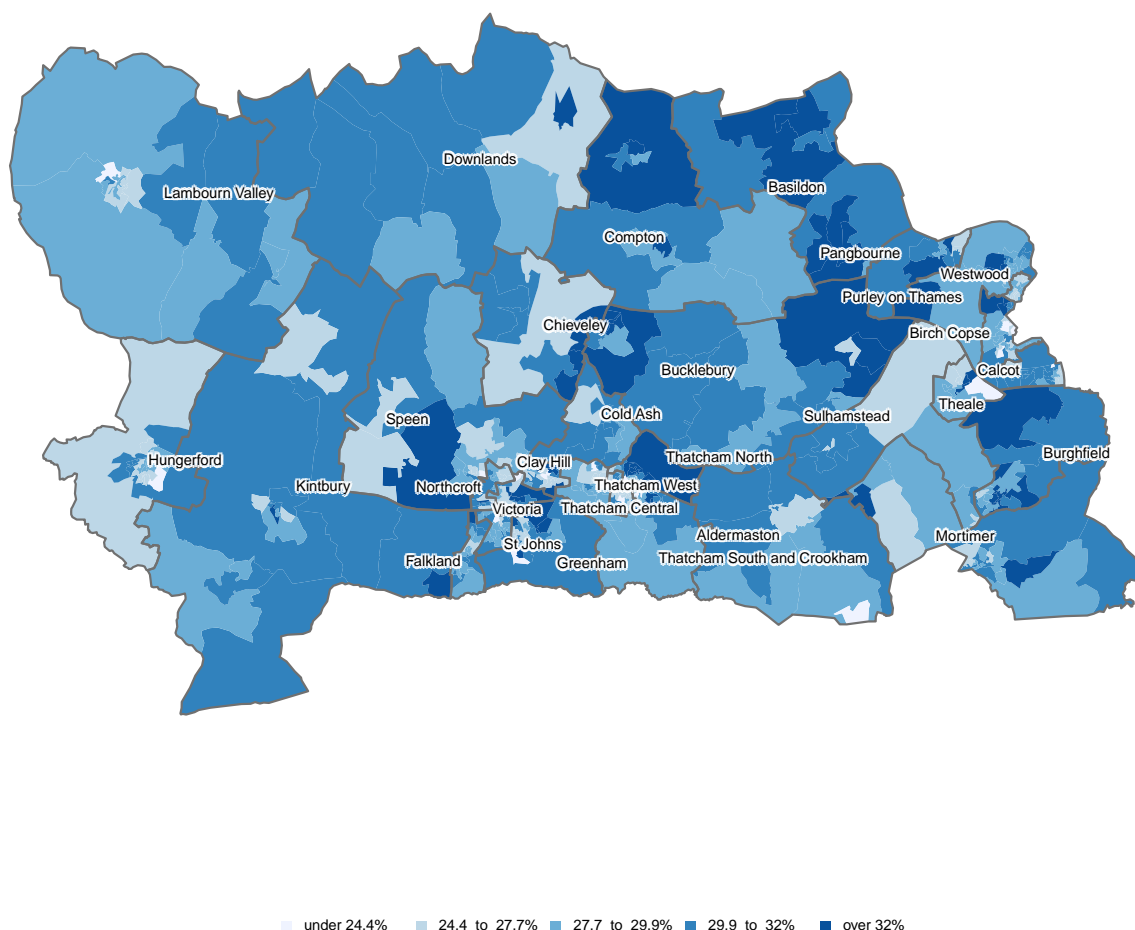 Downlands
Lambourn Valley
Basildon
Compton
Pangbourne
Westwood
Purley on Thames
Chieveley
Birch Copse
Bucklebury
Calcot
Theale
Cold Ash
Sulhamstead
Speen
Burghfield
Thatcham North
Hungerford
Clay Hill
Kintbury
Northcroft
Thatcham West
Victoria
Thatcham Central
Aldermaston
Mortimer
St Johns
Thatcham South and Crookham
Falkland
Greenham
under 24.4% 24.4 to 27.7% 27.7 to 29.9% 29.9 to 32% over 32%